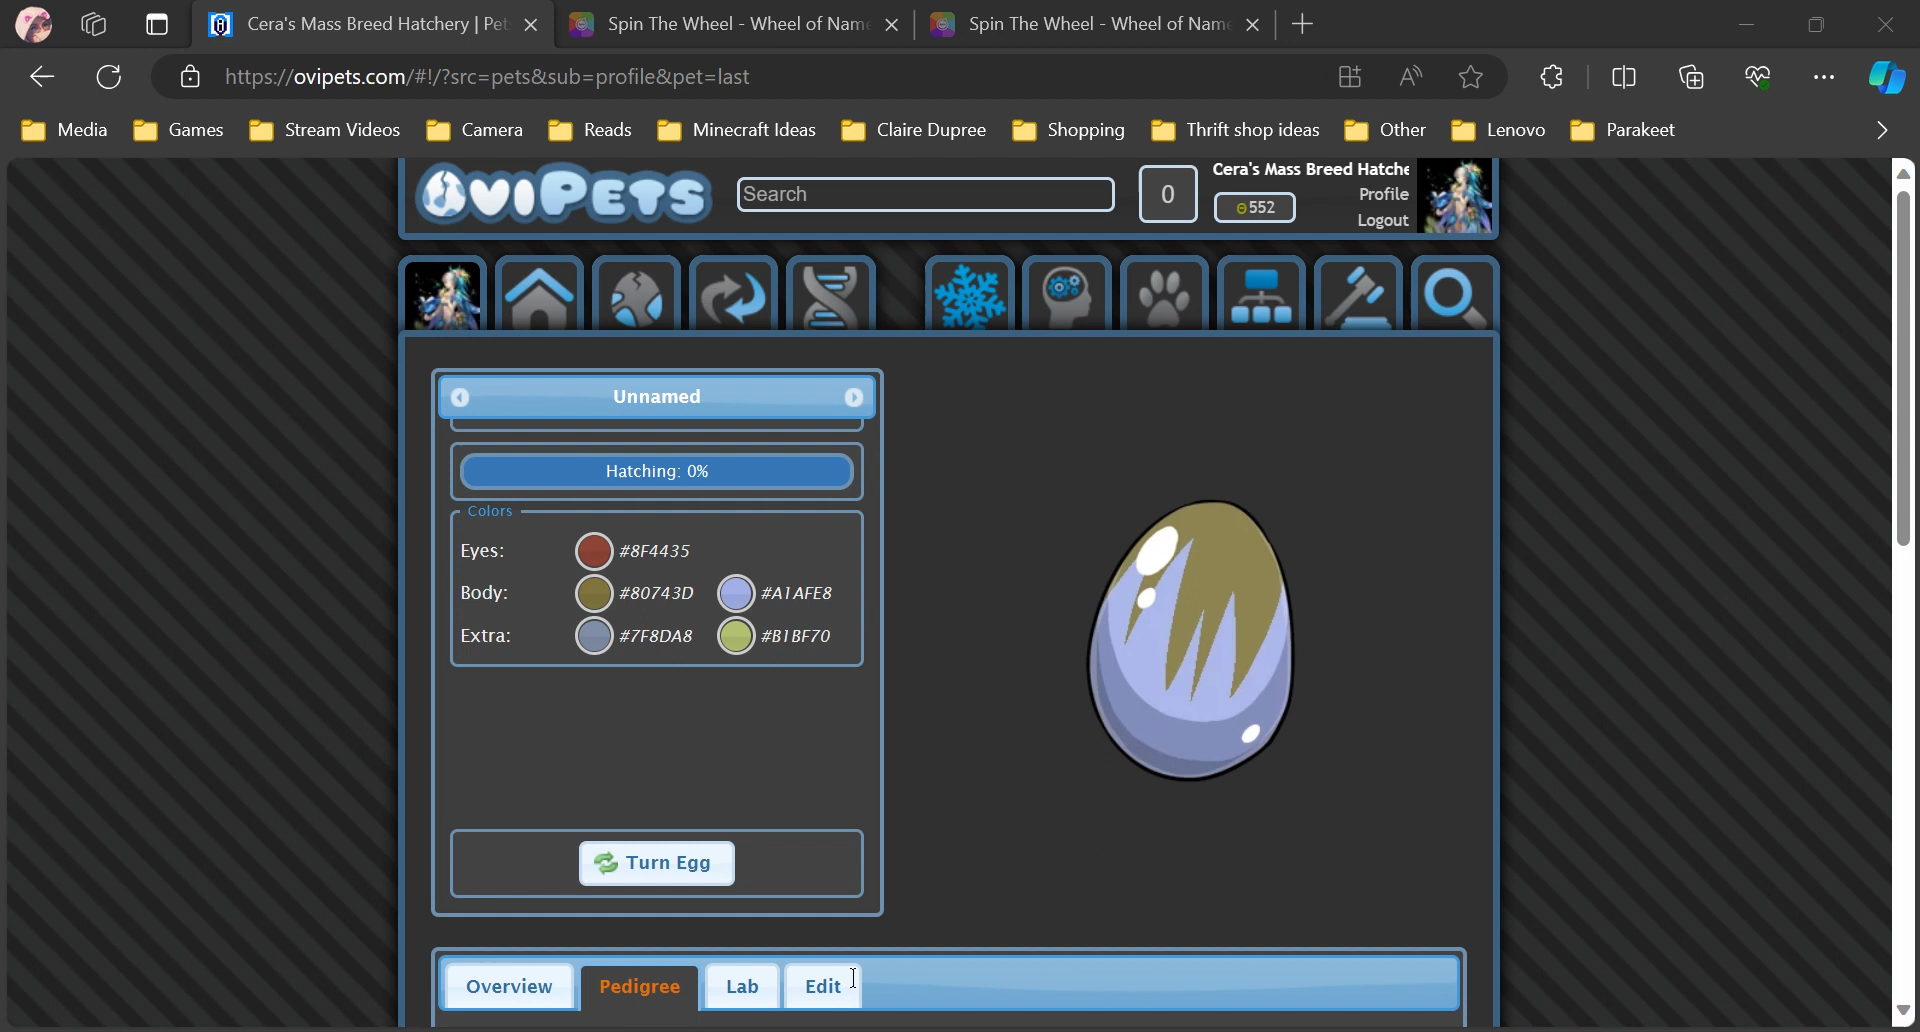 Cera's Mass Breed Hatchery | Pet
Spin The Wheel - Wheel of Name
Spin The Wheel - Wheel of Name
https://ovipets.com/#!/?src=pets&sub=profile&pet=last
Media
Games
Stream Videos
Camera
Reads
Minecraft Ideas
Claire Dupree
Shopping
Thrift shop ideas
Other
Lenovo
Parakeet
OviPets
Search
0
Cera's Mass Breed Hatche
552
Profile
Logout
Unnamed
Hatching: 0%
Colors
Eyes: #8F4435
Body: #80743D #A1AFE8
Extra: #7F8DA8 #B1BF70
Turn Egg
Overview
Pedigree
Lab
Edit